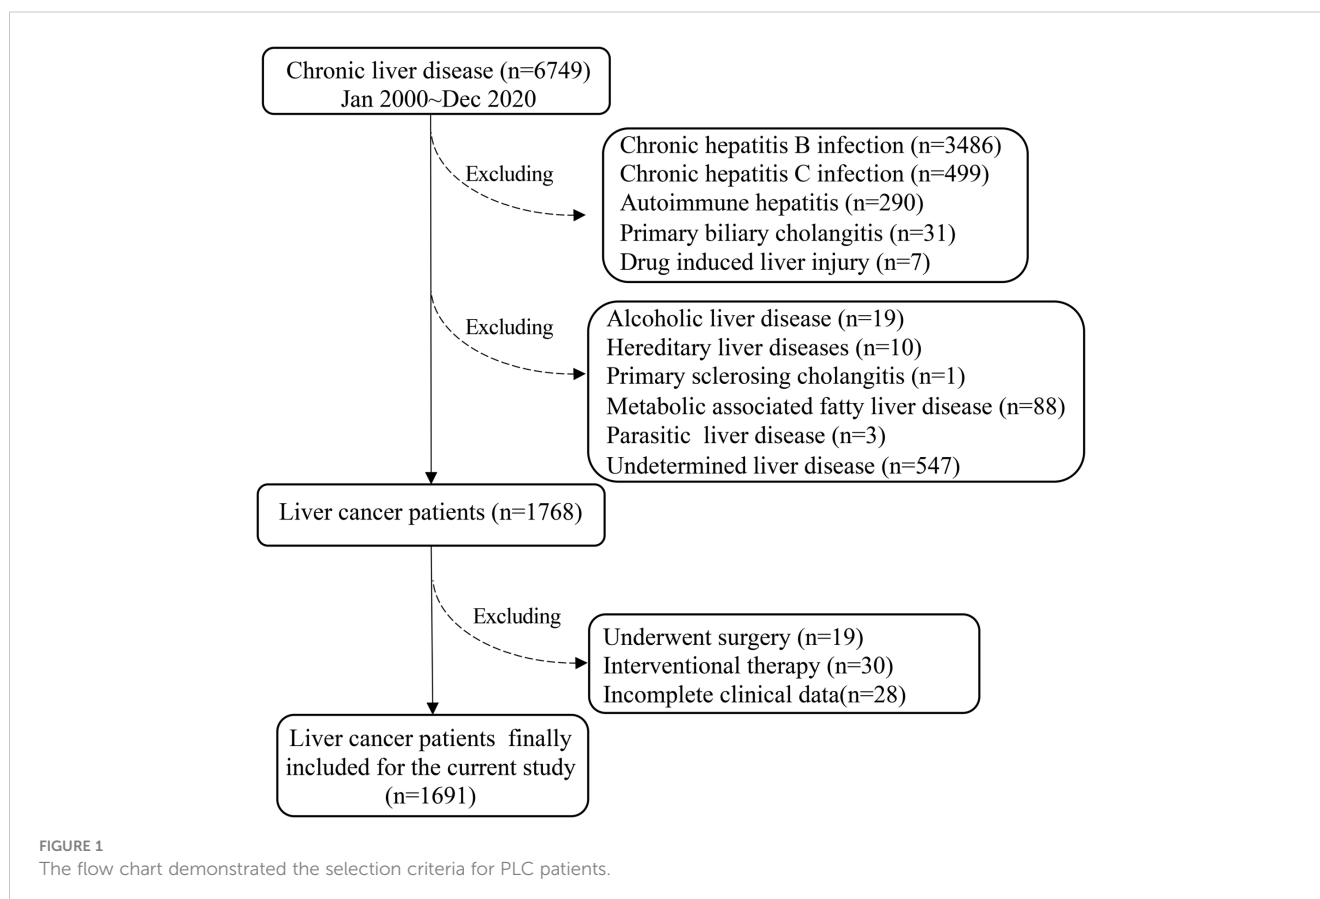 Chronic liver disease (n=6749)
Jan 2000~Dec 2020
Excluding
Chronic hepatitis B infection (n=3486)
Chronic hepatitis C infection (n=499)
Autoimmune hepatitis (n=290)
Primary biliary cholangitis (n=31)
Drug induced liver injury (n=7)
Excluding
Alcoholic liver disease (n=19)
Hereditary liver diseases (n=10)
Primary sclerosing cholangitis (n=1)
Metabolic associated fatty liver disease (n=88)
Parasitic liver disease (n=3)
Undetermined liver disease (n=547)
Liver cancer patients (n=1768)
Excluding
Underwent surgery (n=19)
Interventional therapy (n=30)
Incomplete clinical data(n=28)
Liver cancer patients finally
included for the current study
(n=1691)
FIGURE 1
The flow chart demonstrated the selection criteria for PLC patients.